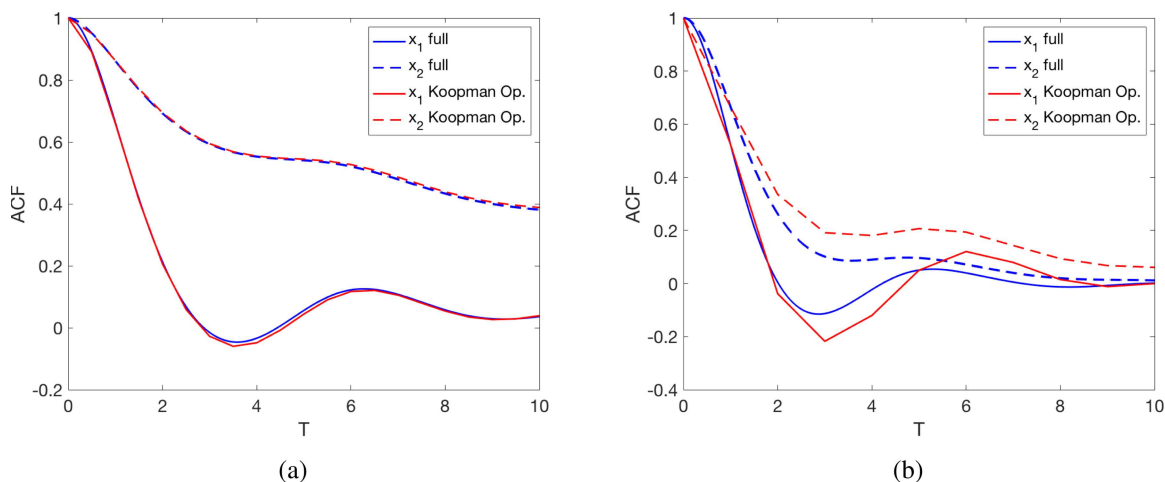 1
0.8
0.6
0.4
0.2
0
-0.2
ACF
0 2 4 6 8 10
T
x1 full
x2 full
x1 Koopman Op.
x2 Koopman Op.
(a)
1
0.8
0.6
0.4
0.2
0
-0.2
-0.4
ACF
0 2 4 6 8 10
T
x1 full
x2 full
x1 Koopman Op.
x2 Koopman Op.
(b)